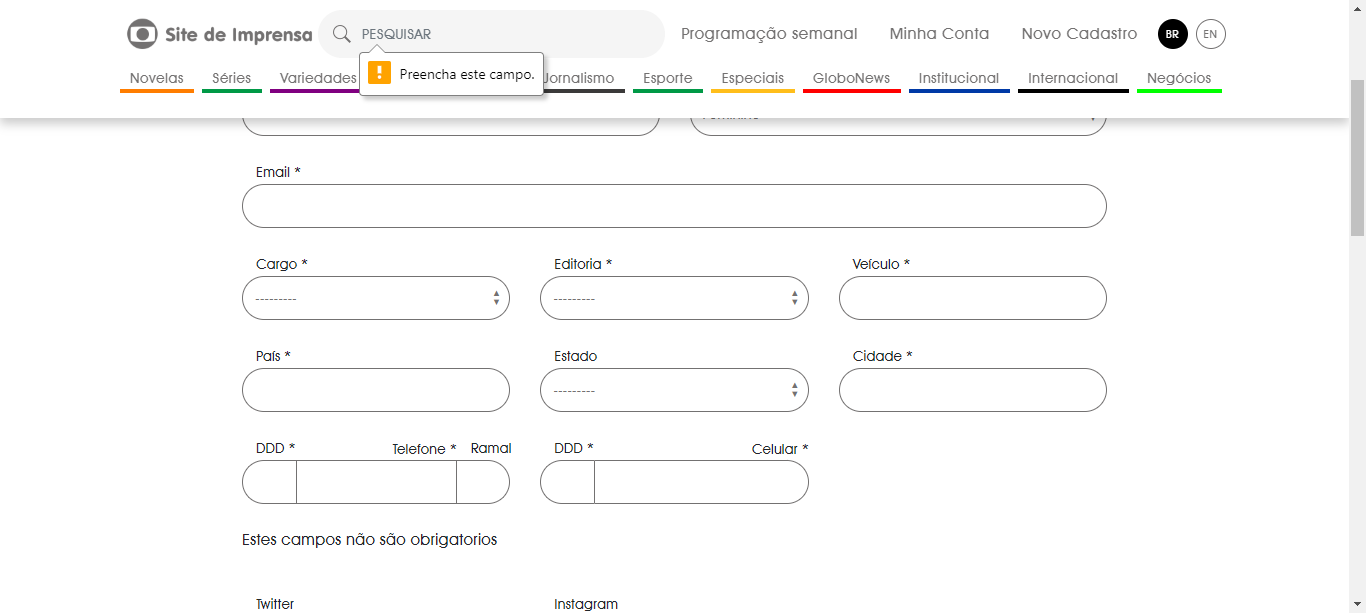 Site de Imprensa PESQUISAR Programação semanal Minha Conta Novo Cadastro BR EN
Preencha este campo.
Novelas Séries Variedades Jornalismo Esporte Especiais GloboNews Institucional Internacional Negócios
Email *
Cargo * Editoria * Veículo *
--------- ---------
País * Estado Cidade *
---------
DDD * Telefone * Ramal DDD * Celular *
Estes campos não são obrigatorios
Twitter Instagram